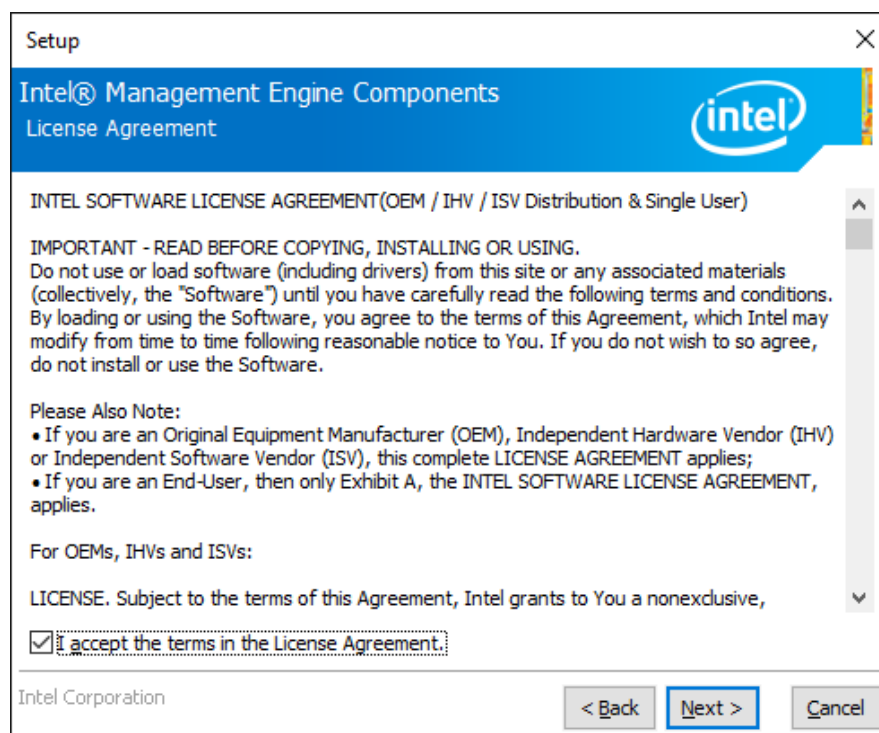 Setup
Intel® Management Engine Components
License Agreement
intel
INTEL SOFTWARE LICENSE AGREEMENT(OEM / IHV / ISV Distribution & Single User)
IMPORTANT - READ BEFORE COPYING, INSTALLING OR USING.
Do not use or load software (including drivers) from this site or any associated materials
(collectively, the "Software") until you have carefully read the following terms and conditions.
By loading or using the Software, you agree to the terms of this Agreement, which Intel may
modify from time to time following reasonable notice to You. If you do not wish to so agree,
do not install or use the Software.
Please Also Note:
• If you are an Original Equipment Manufacturer (OEM), Independent Hardware Vendor (IHV)
or Independent Software Vendor (ISV), this complete LICENSE AGREEMENT applies;
• If you are an End-User, then only Exhibit A, the INTEL SOFTWARE LICENSE AGREEMENT,
applies.
For OEMs, IHVs and ISVs:
LICENSE. Subject to the terms of this Agreement, Intel grants to You a nonexclusive,
I accept the terms in the License Agreement.
Intel Corporation
< Back
Next >
Cancel